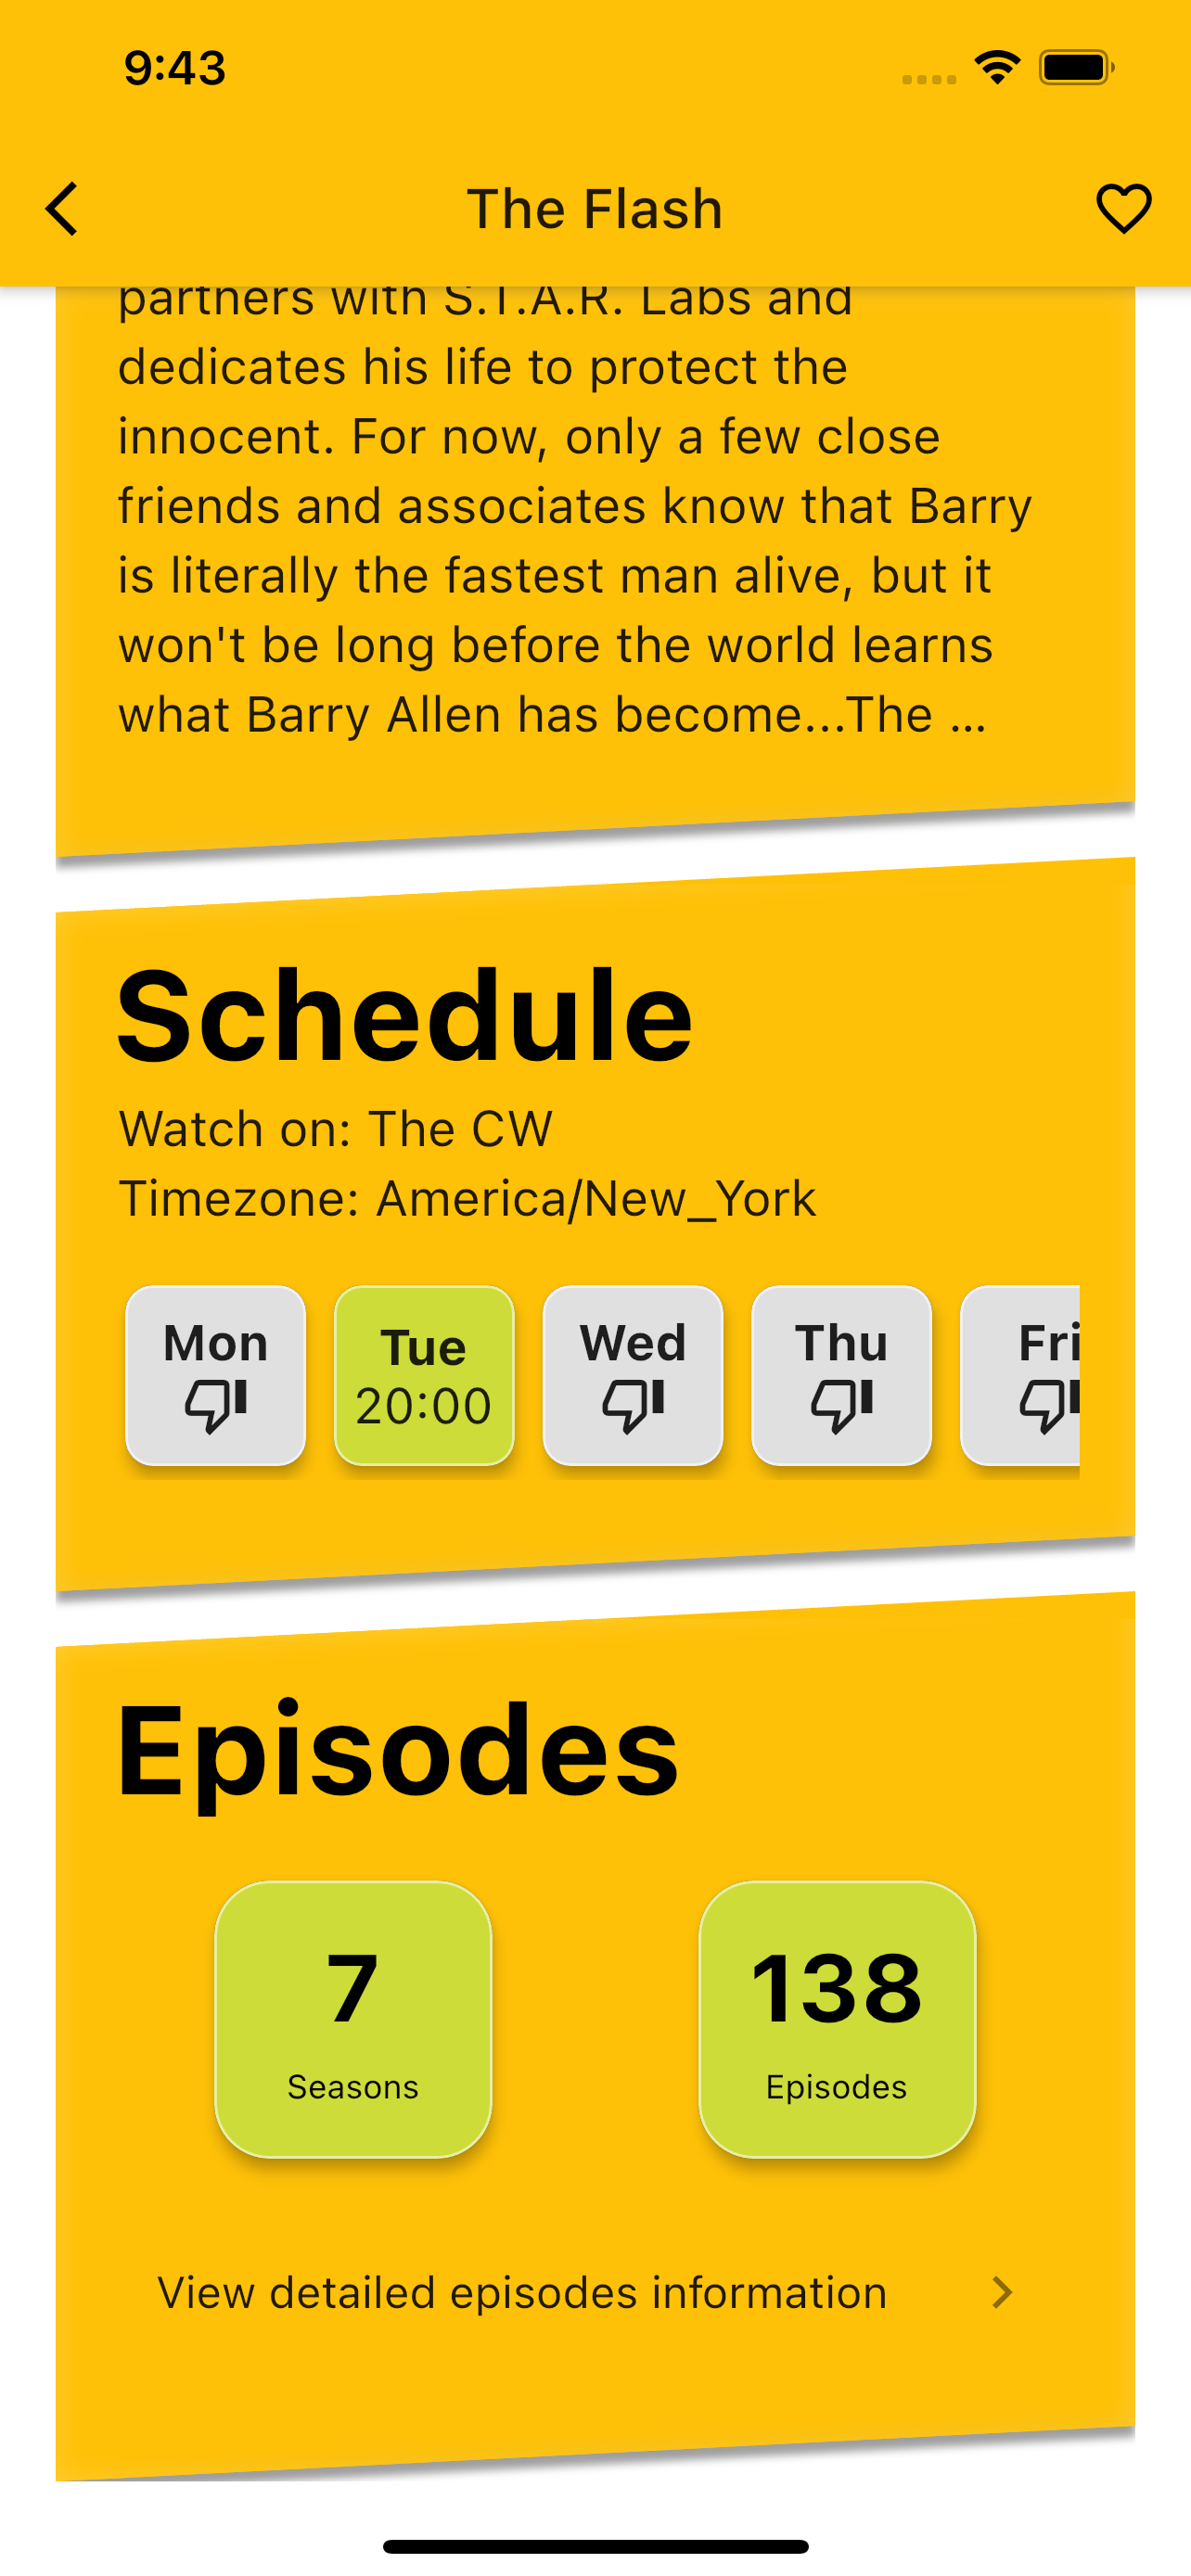 9:43
The Flash
partners with S.T.A.R. Labs and
dedicates his life to protect the
innocent. For now, only a few close
friends and associates know that Barry
is literally the fastest man alive, but it
won't be long before the world learns
what Barry Allen has become...The ...
Schedule
Watch on: The CW
Timezone: America/New_York
Mon
Tue
20:00
Wed
Thu
Fri
Episodes
7
Seasons
138
Episodes
View detailed episodes information